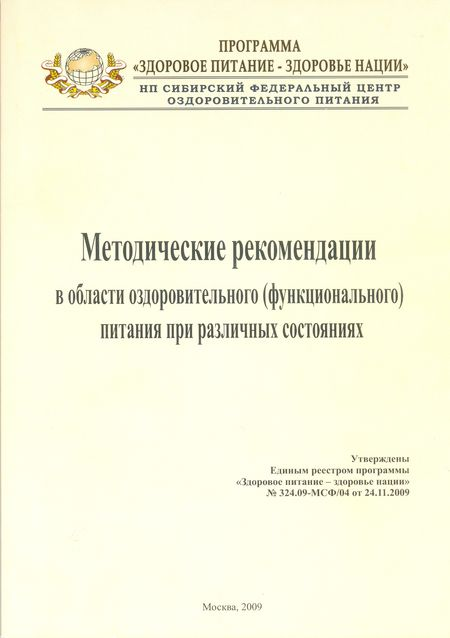 ПРОГРАММА
«ЗДОРОВОЕ ПИТАНИЕ - ЗДОРОВЬЕ НАЦИИ»
НП СИБИРСКИЙ ФЕДЕРАЛЬНЫЙ ЦЕНТР
ОЗДОРОВИТЕЛЬНОГО ПИТАНИЯ
Методические рекомендации
в области оздоровительного (функционального)
питания при различных состояниях
Утверждены
Единым реестром программы
«Здоровое питание – здоровье нации»
№ 324.09-МСФ/04 от 24.11.2009
Москва, 2009